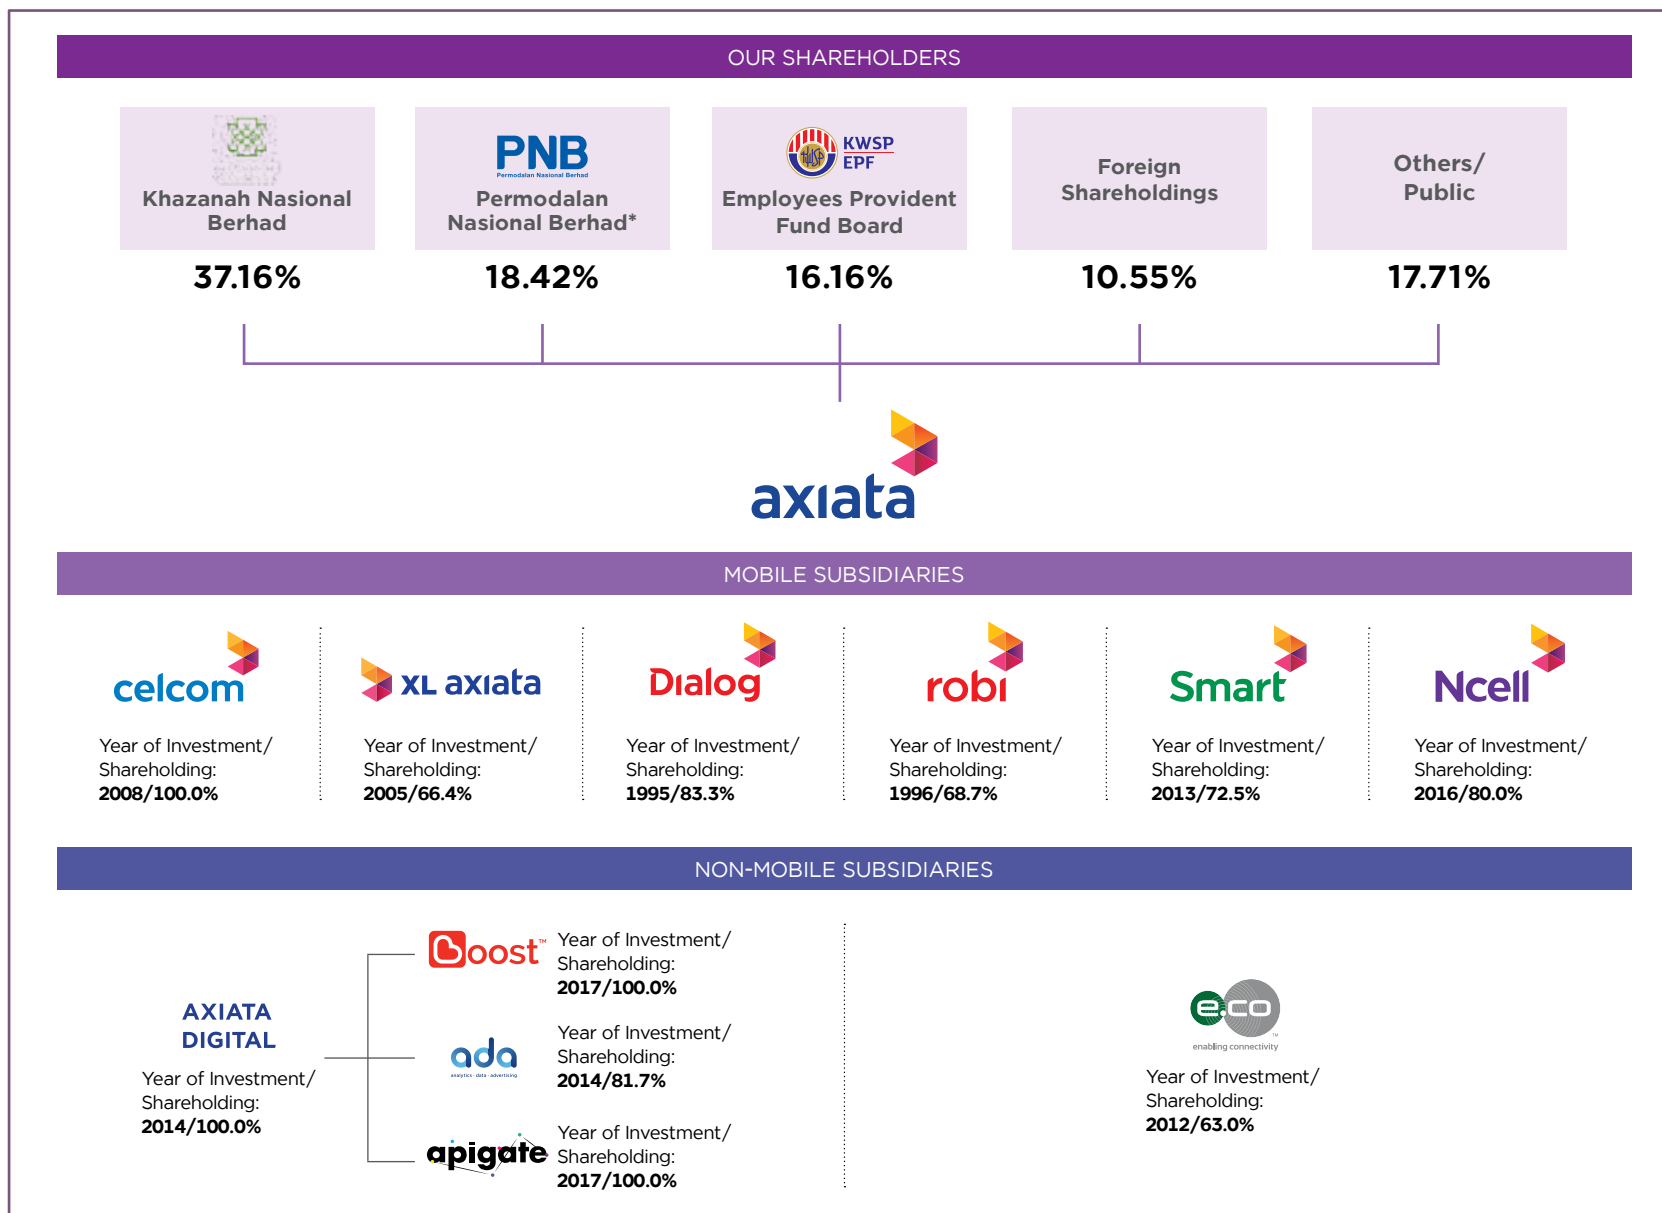 OUR SHAREHOLDERS
PNB
Permodalan Nasional Berhad
KWSP
EPF
KWSP
Khazanah Nasional
Berhad
Permodalan
Nasional Berhad*
Employees Provident
Fund Board
Foreign
Shareholdings
Others/
Public
37.16%
18.42%
16.16%
10.55%
17.71%
axiata
MOBILE SUBSIDIARIES
celcom
XL axiata
Dialog
robi
Smart
Ncell
Year of Investment/
Shareholding:
2008/100.0%
Year of Investment/
Shareholding:
2005/66.4%
Year of Investment/
Shareholding:
1995/83.3%
Year of Investment/
Shareholding:
1996/68.7%
Year of Investment/
Shareholding:
2013/72.5%
Year of Investment/
Shareholding:
2016/80.0%
NON-MOBILE SUBSIDIARIES
AXIATA
DIGITAL
Year of Investment/
Shareholding:
2014/100.0%
Boost™
Year of Investment/
Shareholding:
2017/100.0%
ada
analytics · data · advertising
Year of Investment/
Shareholding:
2014/81.7%
apigate
Year of Investment/
Shareholding:
2017/100.0%
e.co™
enabling connectivity
Year of Investment/
Shareholding:
2012/63.0%